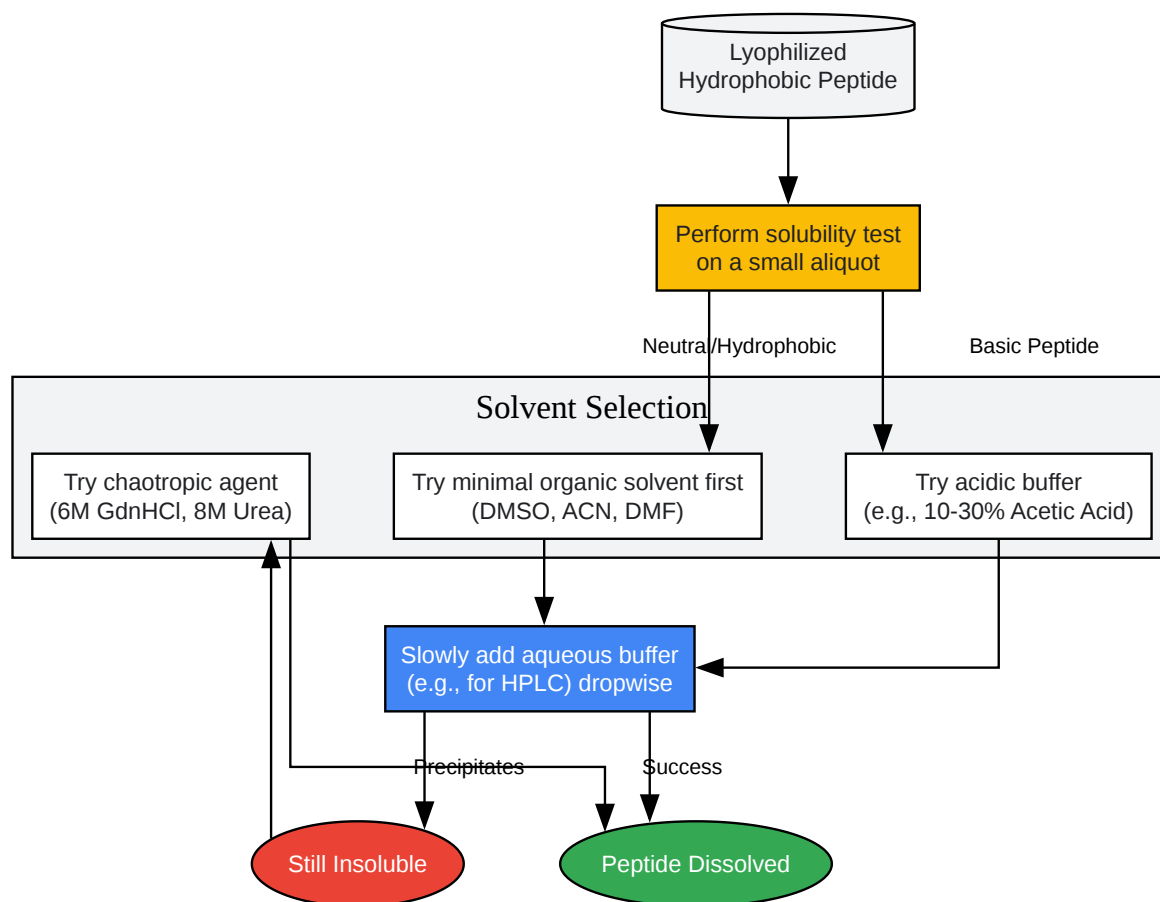 Lyophilized
Hydrophobic Peptide
Perform solubility test
on a small aliquot
Neutral/Hydrophobic
Basic Peptide
Solvent Selection
Try chaotropic agent
(6M GdnHCl, 8M Urea)
Try minimal organic solvent first
(DMSO, ACN, DMF)
Try acidic buffer
(e.g., 10-30% Acetic Acid)
Slowly add aqueous buffer
(e.g., for HPLC) dropwise
Precipitates
Success
Still Insoluble
Peptide Dissolved